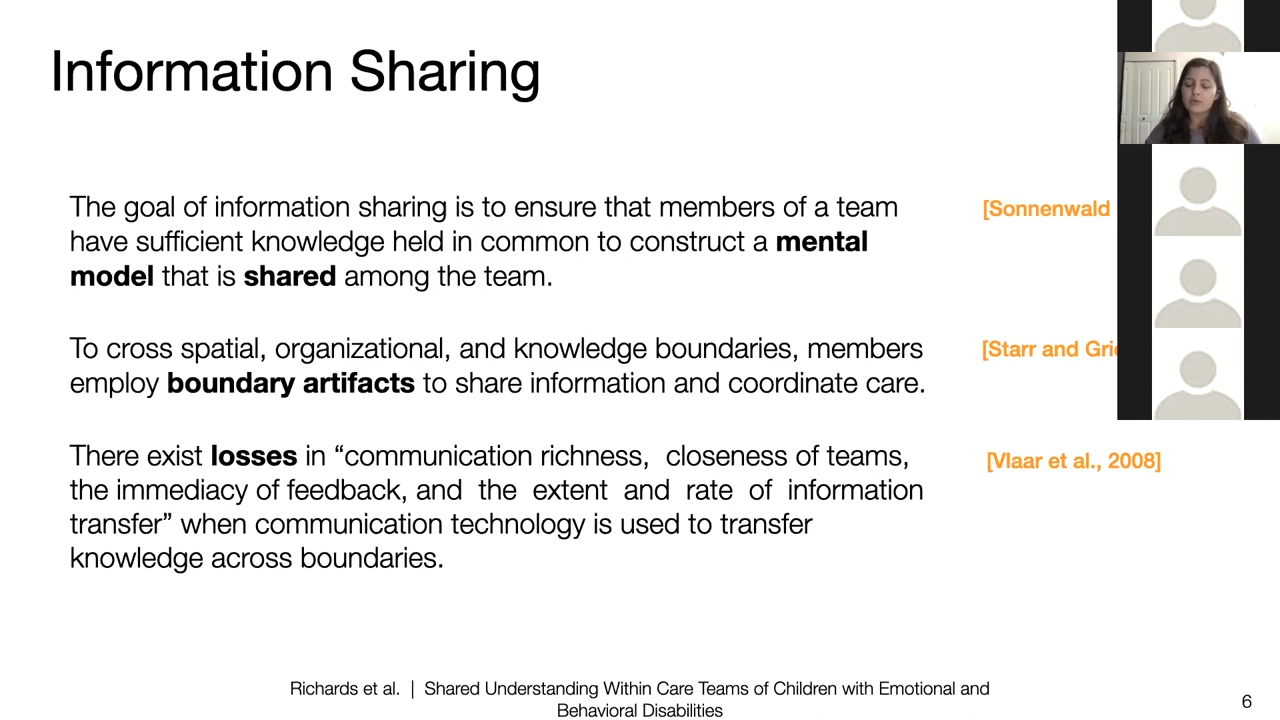 Information Sharing
The goal of information sharing is to ensure that members of a team
have sufficient knowledge held in common to construct a mental
model that is shared among the team.
[Sonnenwald
To cross spatial, organizational, and knowledge boundaries, members
employ boundary artifacts to share information and coordinate care.
[Starr and
There exist losses in “communication richness, closeness of teams,
the immediacy of feedback, and the extent and rate of information
transfer” when communication technology is used to transfer
knowledge across boundaries.
[Vlaar et al., 2008]
Richards et al. | Shared Understanding Within Care Teams of Children with Emotional and
Behavioral Disabilities
6